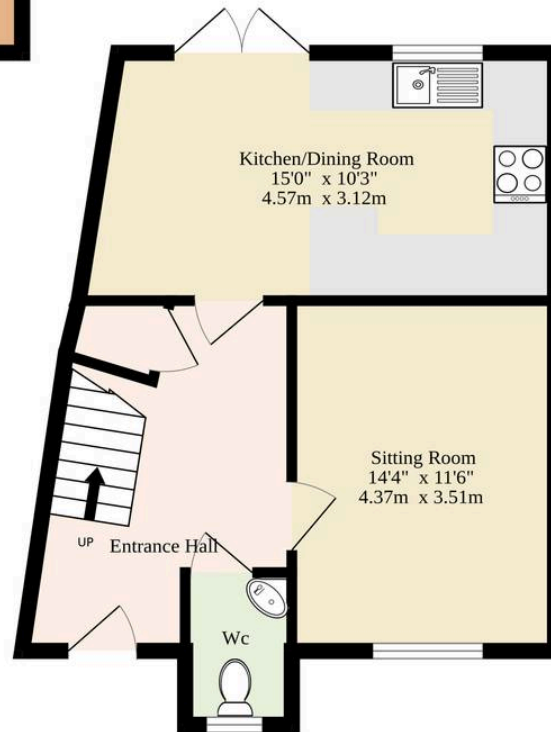 Kitchen/Dining Room
15'0" x 10'3"
4.57m x 3.12m
Sitting Room
14'4" x 11'6"
4.37m x 3.51m
UP
Entrance Hall
Wc